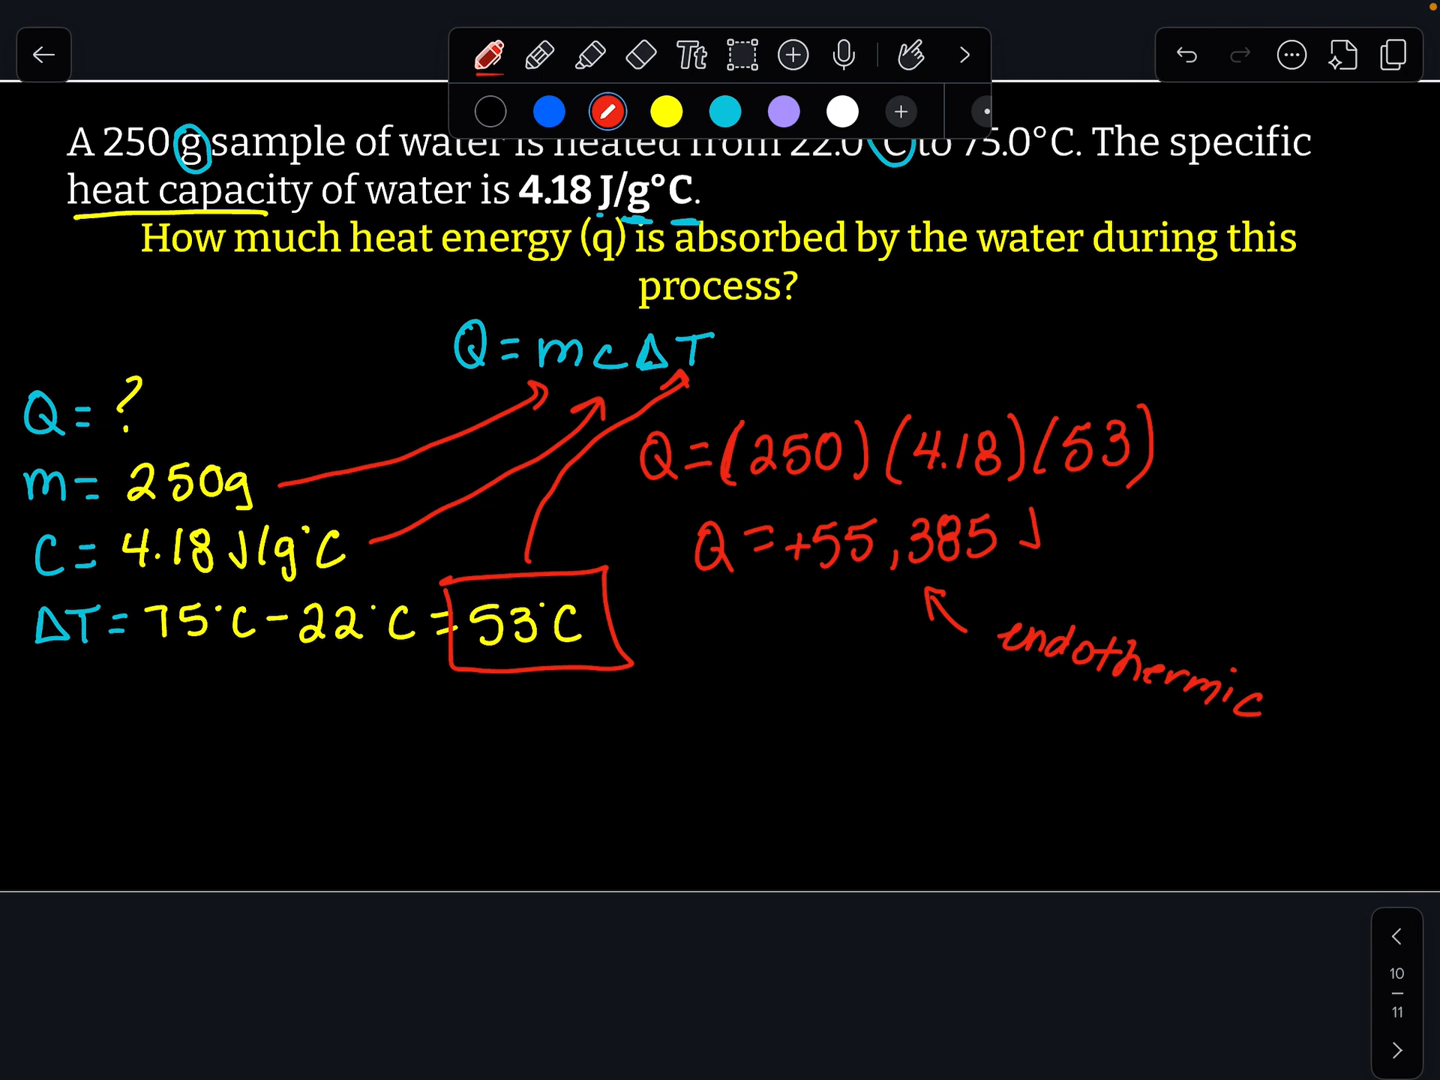 Tt
A 250 g sample of water is heated from 22.0°C to 75.0°C. The specific
heat capacity of water is 4.18 J/g°C.
How much heat energy (q) is absorbed by the water during this
process?
Q = mcΔT
Q = ?
m = 250g
C = 4.18 J/g°C
ΔT = 75°C - 22°C = 53°C
Q = (250) (4.18) (53)
Q = +55,385 J
endothermic
10
11